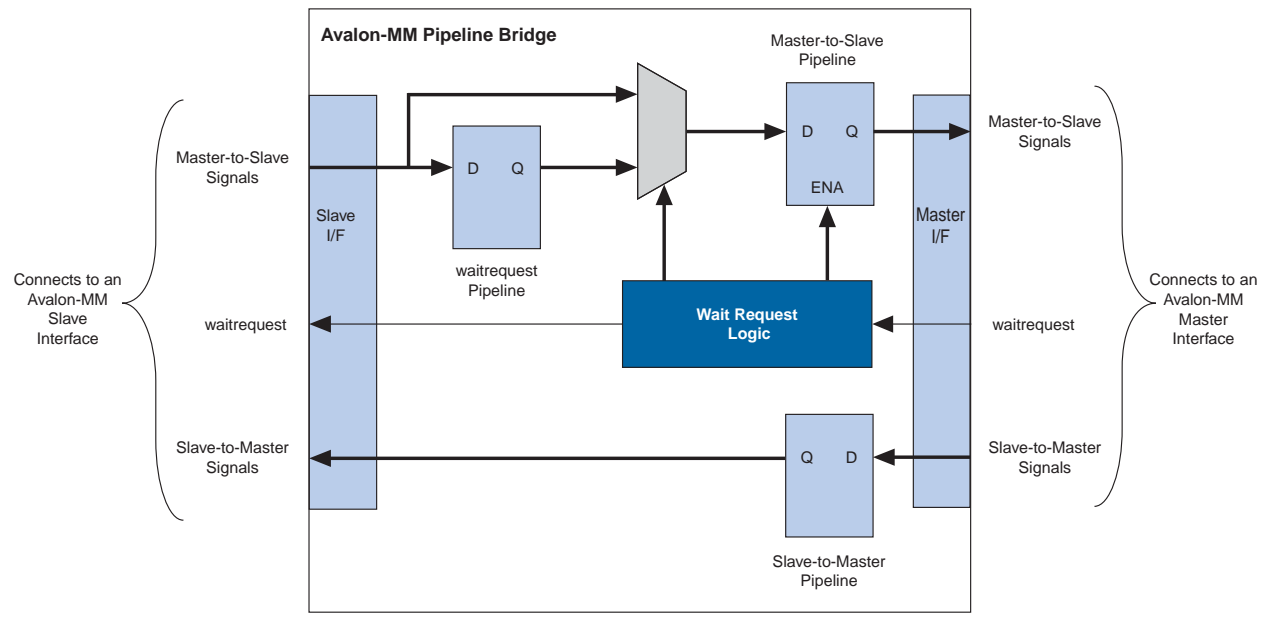 Avalon-MM Pipeline Bridge
Master-to-Slave
Pipeline
Master-to-Slave
Signals
D Q
ENA
Master-to-Slave
Signals
D Q
Slave
I/F
Master
I/F
waitrequest
Pipeline
Connects to an
Avalon-MM
Slave
Interface
waitrequest
Wait Request
Logic
waitrequest
Connects to an
Avalon-MM
Master
Interface
Slave-to-Master
Signals
Q D
Slave-to-Master
Signals
Slave-to-Master
Pipeline